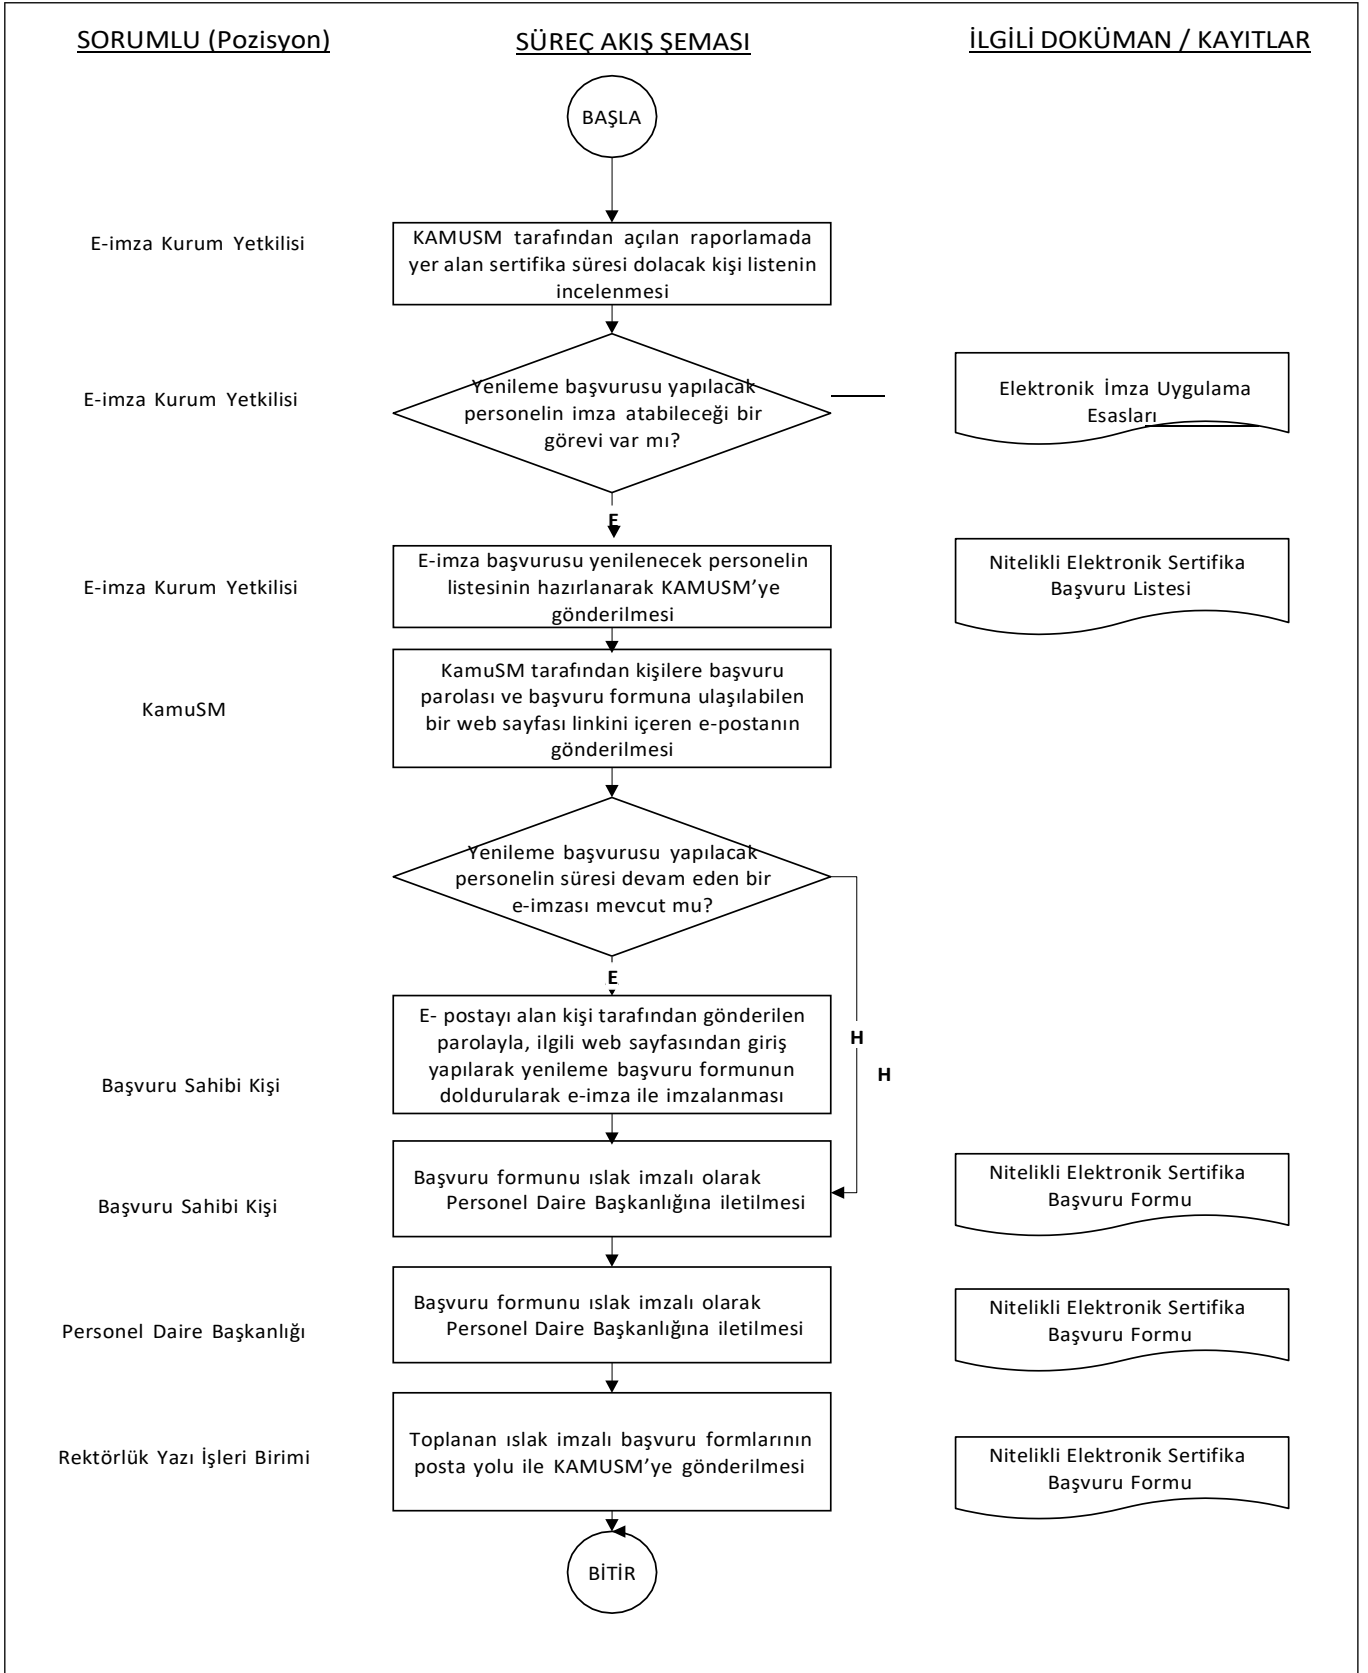 SORUMLU (Pozisyon)
SÜREÇ AKIŞ ŞEMASI
İLGİLİ DOKÜMAN / KAYITLAR
BAŞLA
E-imza Kurum Yetkilisi
KAMUSM tarafından açılan raporlamada
yer alan sertifika süresi dolacak kişi listenin
incelenmesi
E-imza Kurum Yetkilisi
Yenileme başvurusu yapılacak
personelin imza atabileceği bir
görevi var mı?
Elektronik İmza Uygulama
Esasları
E
E-imza Kurum Yetkilisi
E-imza başvurusu yenilenecek personelin
listesinin hazırlanarak KAMUSM’ye
gönderilmesi
Nitelikli Elektronik Sertifika
Başvuru Listesi
KamuSM
KamuSM tarafından kişilere başvuru
parolası ve başvuru formuna ulaşılabilen
bir web sayfası linkini içeren e-postanın
gönderilmesi
Yenileme başvurusu yapılacak
personelin süresi devam eden bir
e-imzası mevcut mu?
E
H
H
Başvuru Sahibi Kişi
E- postayı alan kişi tarafından gönderilen
parolayla, ilgili web sayfasından giriş
yapılarak yenileme başvuru formunun
doldurularak e-imza ile imzalanması
Başvuru Sahibi Kişi
Başvuru formunu ıslak imzalı olarak
Personel Daire Başkanlığına iletilmesi
Nitelikli Elektronik Sertifika
Başvuru Formu
Personel Daire Başkanlığı
Başvuru formunu ıslak imzalı olarak
Personel Daire Başkanlığına iletilmesi
Nitelikli Elektronik Sertifika
Başvuru Formu
Rektörlük Yazı İşleri Birimi
Toplanan ıslak imzalı başvuru formlarının
posta yolu ile KAMUSM’ye gönderilmesi
Nitelikli Elektronik Sertifika
Başvuru Formu
BİTİR